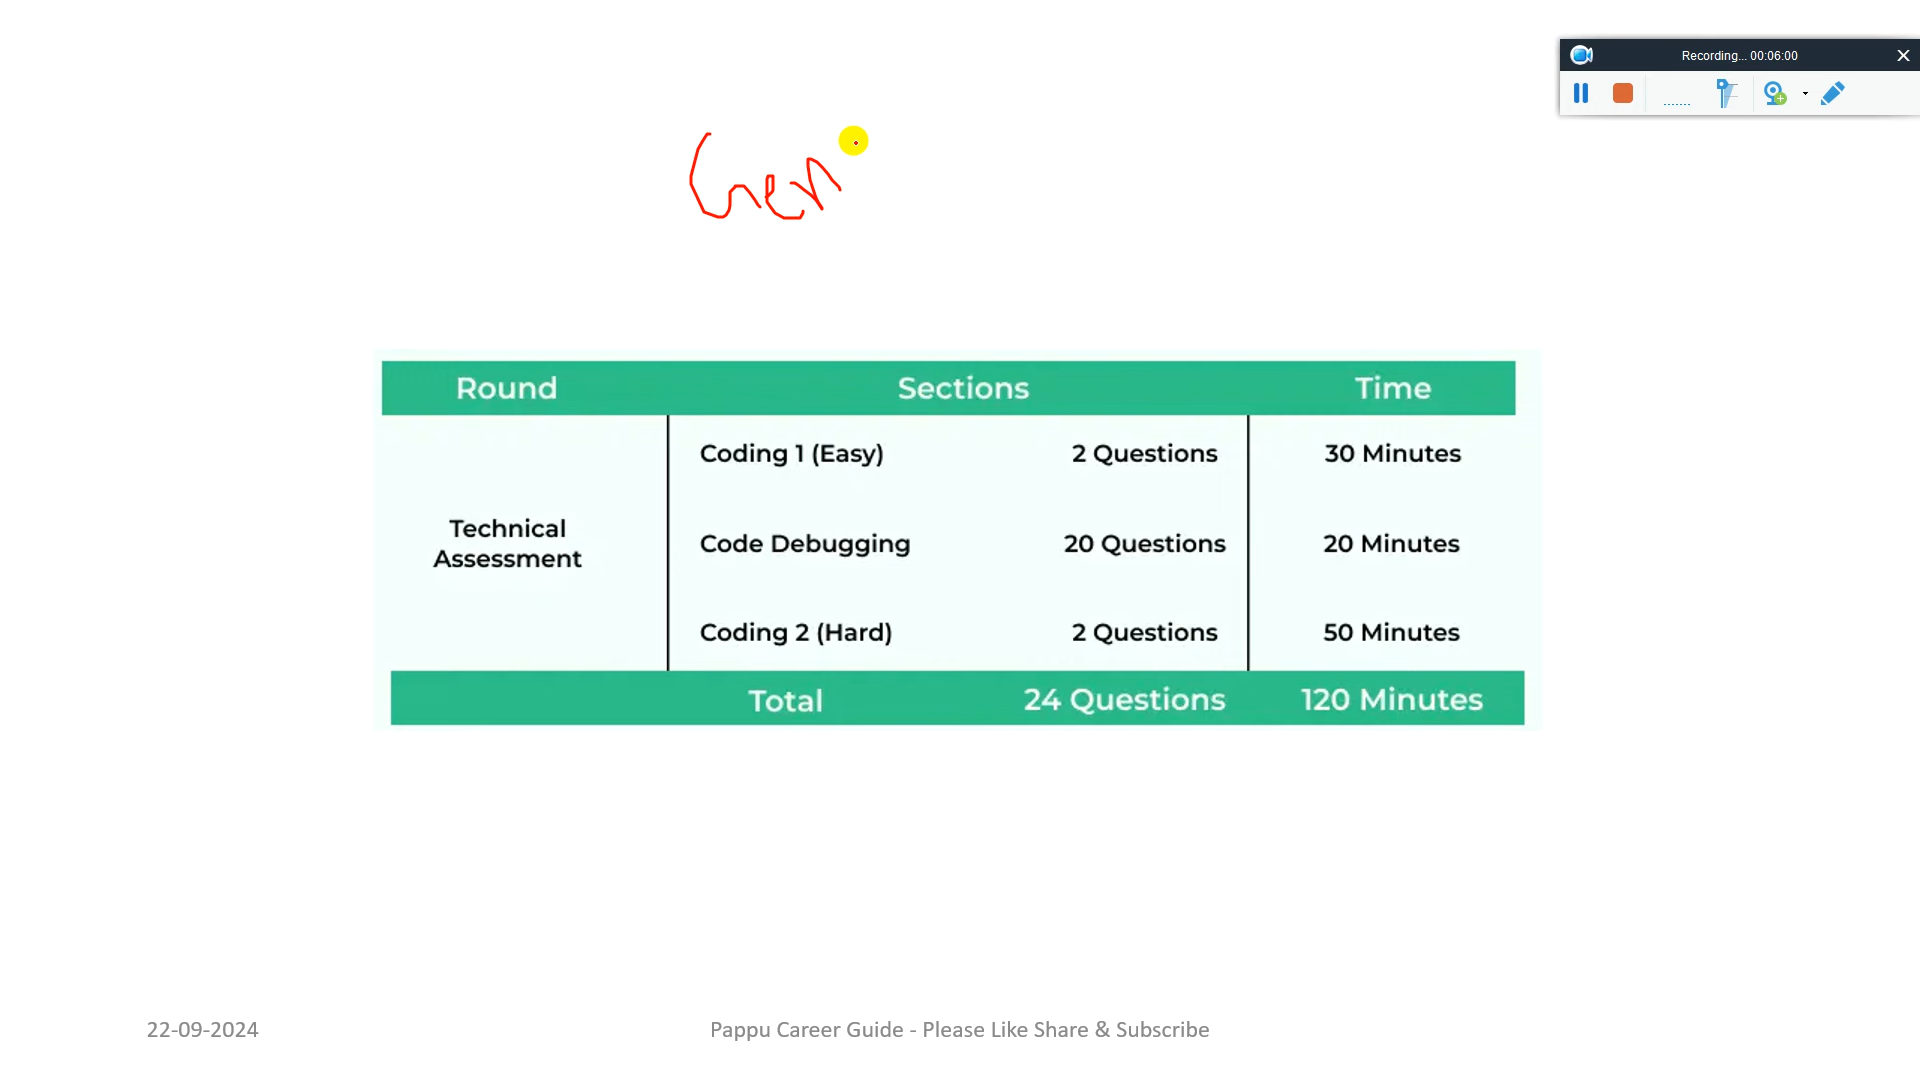 Recording... 00:06:00
Gen
Round Sections Time
Coding 1 (Easy) 2 Questions 30 Minutes
Technical
Assessment
Code Debugging 20 Questions 20 Minutes
Coding 2 (Hard) 2 Questions 50 Minutes
Total 24 Questions 120 Minutes
22-09-2024 Pappu Career Guide - Please Like Share & Subscribe